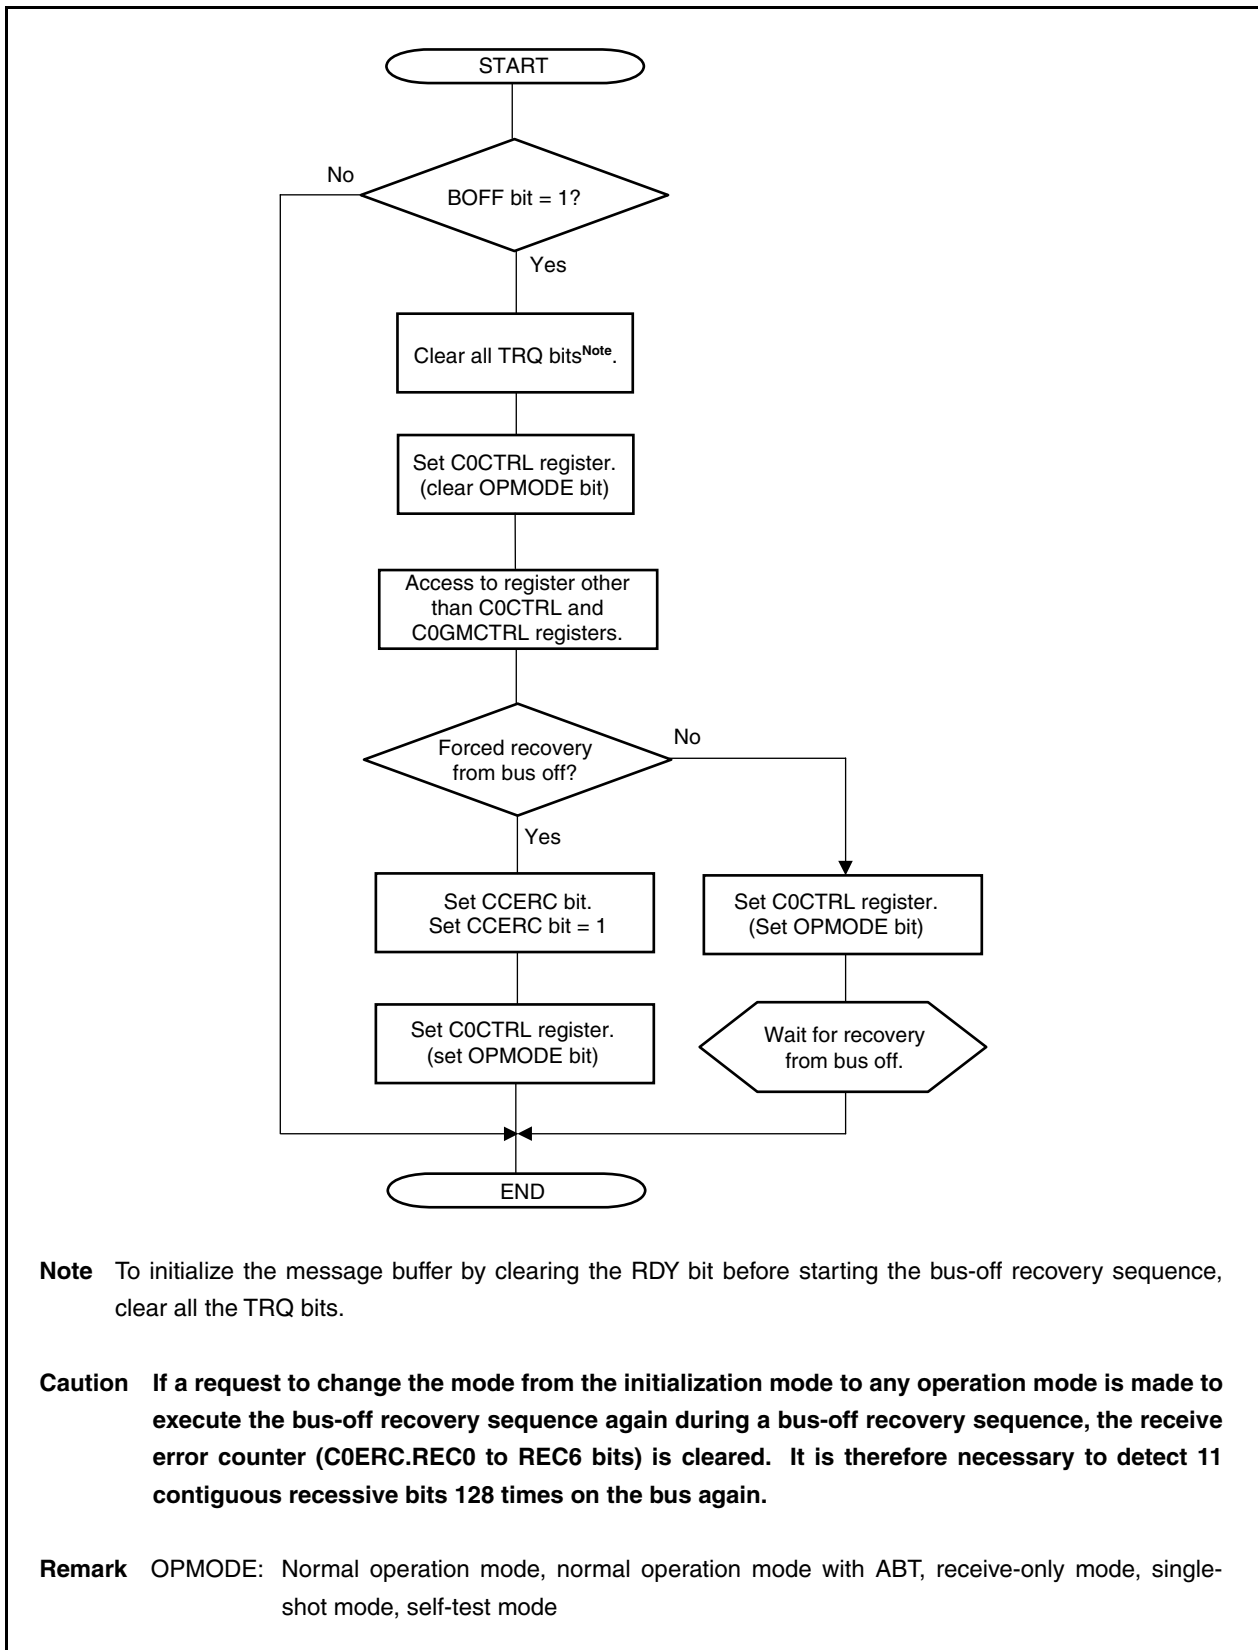 START
No
BOFF bit = 1?
Yes
Clear all TRQ bitsNote.
Set C0CTRL register.
(clear OPMODE bit)
Access to register other
than C0CTRL and
C0GMCTRL registers.
Forced recovery
from bus off?
No
Yes
Set CCERC bit.
Set CCERC bit = 1
Set C0CTRL register.
(Set OPMODE bit)
Set C0CTRL register.
(set OPMODE bit)
Wait for recovery
from bus off.
END
Note To initialize the message buffer by clearing the RDY bit before starting the bus-off recovery sequence,
clear all the TRQ bits.
Caution If a request to change the mode from the initialization mode to any operation mode is made to
execute the bus-off recovery sequence again during a bus-off recovery sequence, the receive
error counter (C0ERC.REC0 to REC6 bits) is cleared. It is therefore necessary to detect 11
contiguous recessive bits 128 times on the bus again.
Remark OPMODE: Normal operation mode, normal operation mode with ABT, receive-only mode, single-
shot mode, self-test mode